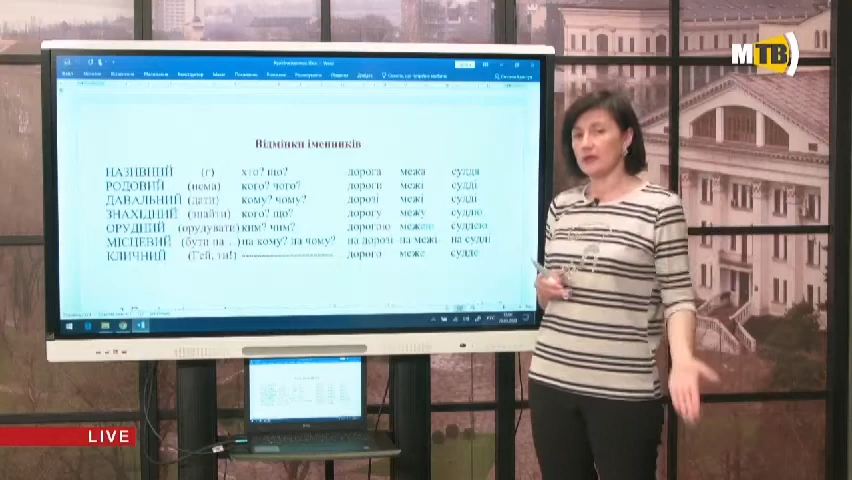 МТВ
Відмінки іменників
НАЗИВНИЙ (є) хто? що? дорога межа суддя
РОДОВИЙ (нема) кого? чого? дороги межі судді
ДАВАЛЬНИЙ (дати) кому? чому? дорозі межі судді
ЗНАХІДНИЙ (знайти) кого? що? дорогу межу суддю
ОРУДНИЙ (орудувати) ким? чим? дорогою межею суддею
МІСЦЕВИЙ (бути на ...) на кому? на чому? на дорозі на межі на судді
КЛИЧНИЙ (Гей, ти!) дорого меже судде
LIVE